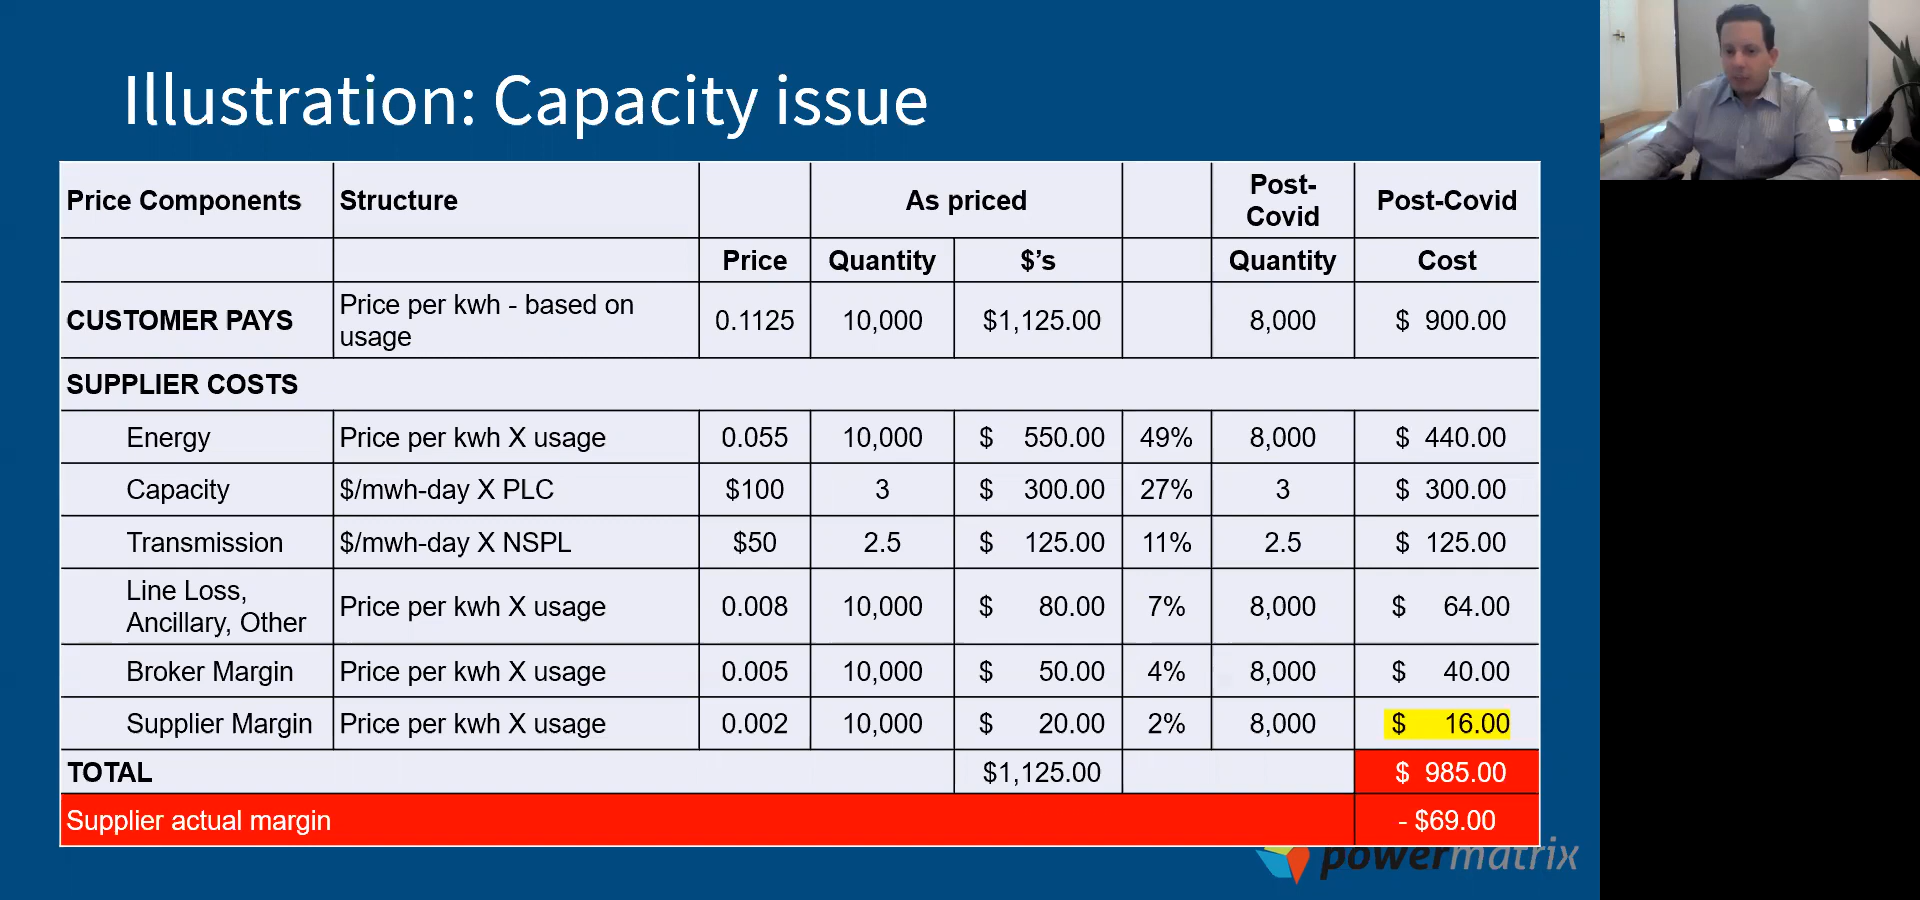 Illustration: Capacity issue
Price Components Structure As priced Post-Covid Post-Covid
Price Quantity $'s Quantity Cost
CUSTOMER PAYS Price per kwh - based on usage 0.1125 10,000 $1,125.00 8,000 $ 900.00
SUPPLIER COSTS
Energy Price per kwh X usage 0.055 10,000 $ 550.00 49% 8,000 $ 440.00
Capacity $/mwh-day X PLC $100 3 $ 300.00 27% 3 $ 300.00
Transmission $/mwh-day X NSPL $50 2.5 $ 125.00 11% 2.5 $ 125.00
Line Loss, Ancillary, Other Price per kwh X usage 0.008 10,000 $ 80.00 7% 8,000 $ 64.00
Broker Margin Price per kwh X usage 0.005 10,000 $ 50.00 4% 8,000 $ 40.00
Supplier Margin Price per kwh X usage 0.002 10,000 $ 20.00 2% 8,000 $ 16.00
TOTAL $1,125.00 $ 985.00
Supplier actual margin - $69.00
powermatrix